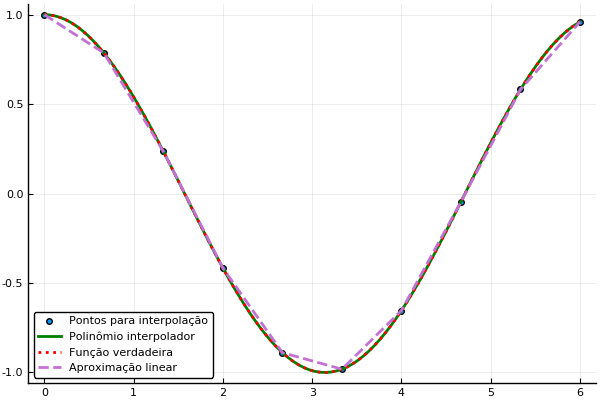 1.0
0.5
0.0
-0.5
-1.0
Pontos para interpolação
Polinômio interpolador
Função verdadeira
Aproximação linear
0 1 2 3 4 5 6